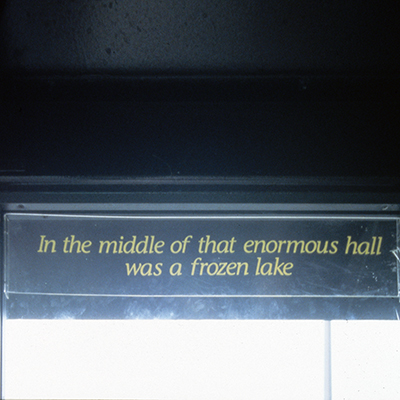 In the middle of that enormous hall
was a frozen lake